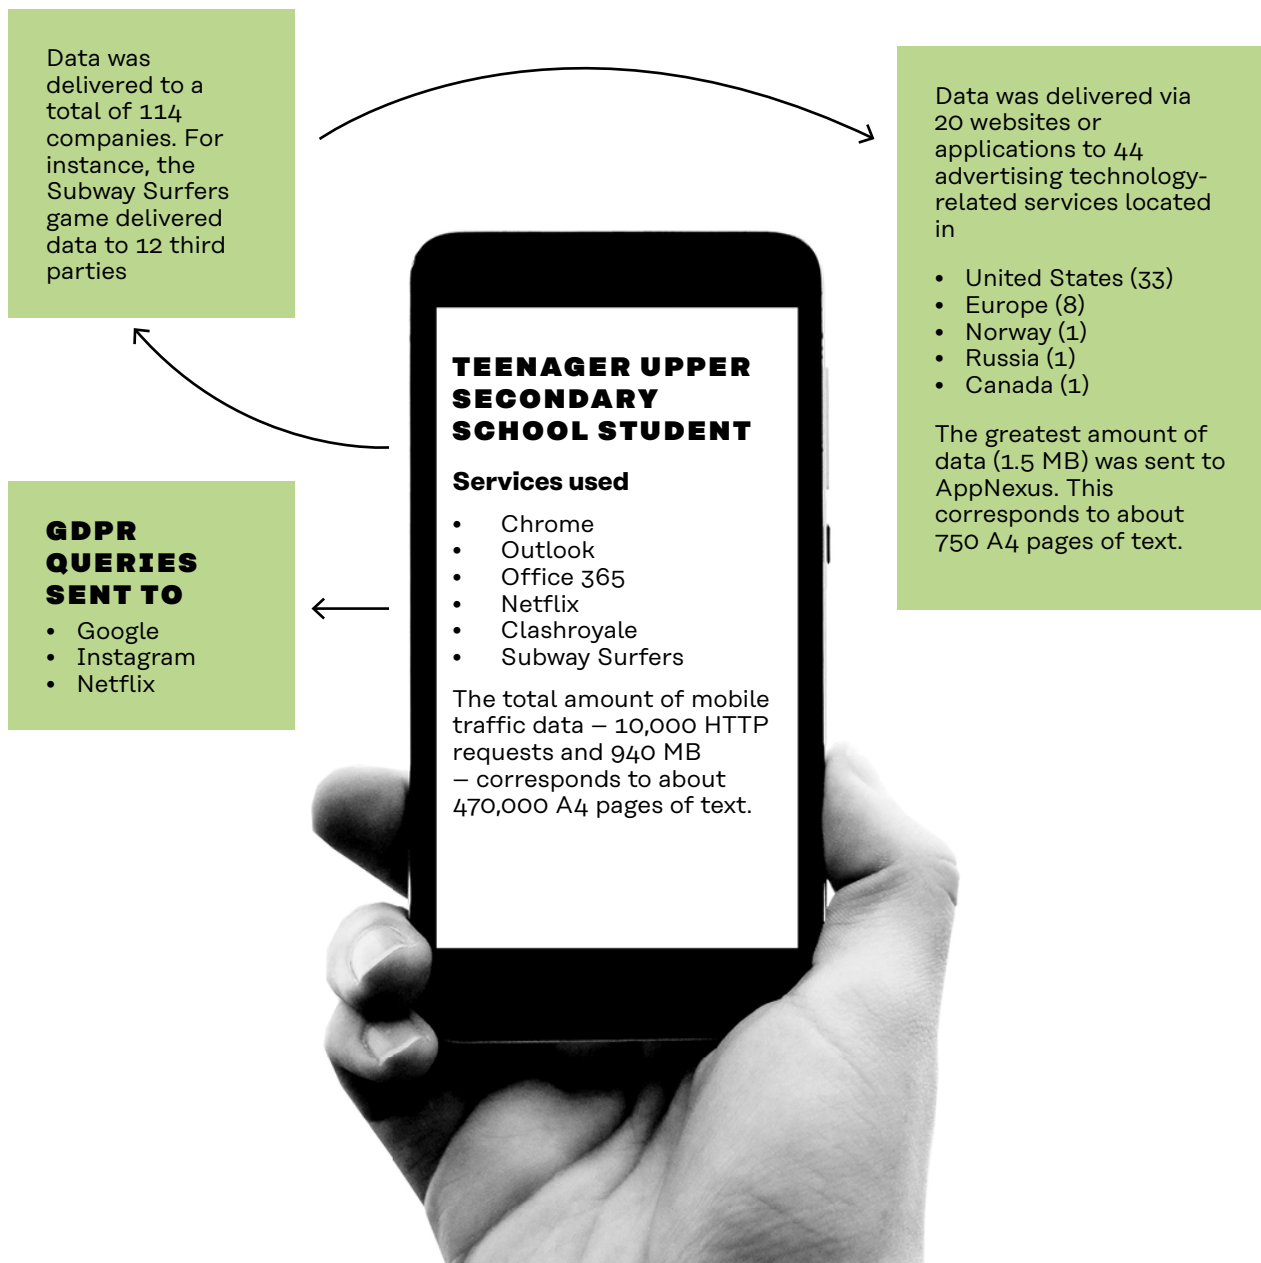 Data was
delivered to a
total of 114
companies. For
instance, the
Subway Surfers
game delivered
data to 12 third
parties
Data was delivered via
20 websites or
applications to 44
advertising technology-
related services located
in
• United States (33)
• Europe (8)
• Norway (1)
• Russia (1)
• Canada (1)
The greatest amount of
data (1.5 MB) was sent to
AppNexus. This
corresponds to about
750 A4 pages of text.
TEENAGER UPPER
SECONDARY
SCHOOL STUDENT
Services used
• Chrome
• Outlook
• Office 365
• Netflix
• Clashroyale
• Subway Surfers
The total amount of mobile
traffic data – 10,000 HTTP
requests and 940 MB
– corresponds to about
470,000 A4 pages of text.
GDPR
QUERIES
SENT TO
• Google
• Instagram
• Netflix